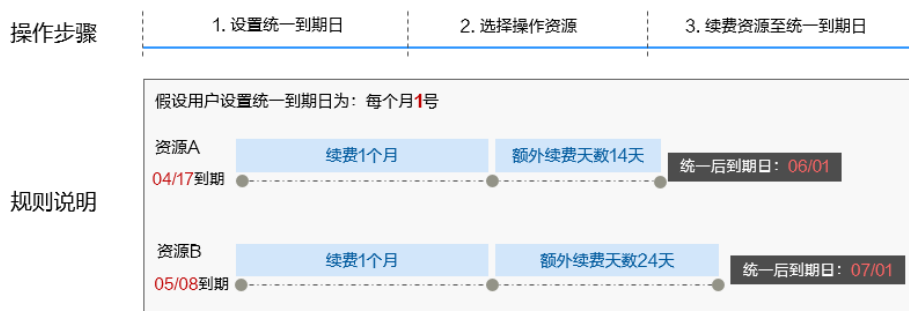 操作步骤
1. 设置统一到期日
2. 选择操作资源
3. 续费资源至统一到期日
规则说明
假设用户设置统一到期日为：每个月1号
资源A
续费1个月
额外续费天数14天
04/17到期
统一后到期日：06/01
资源B
续费1个月
额外续费天数24天
05/08到期
统一后到期日：07/01